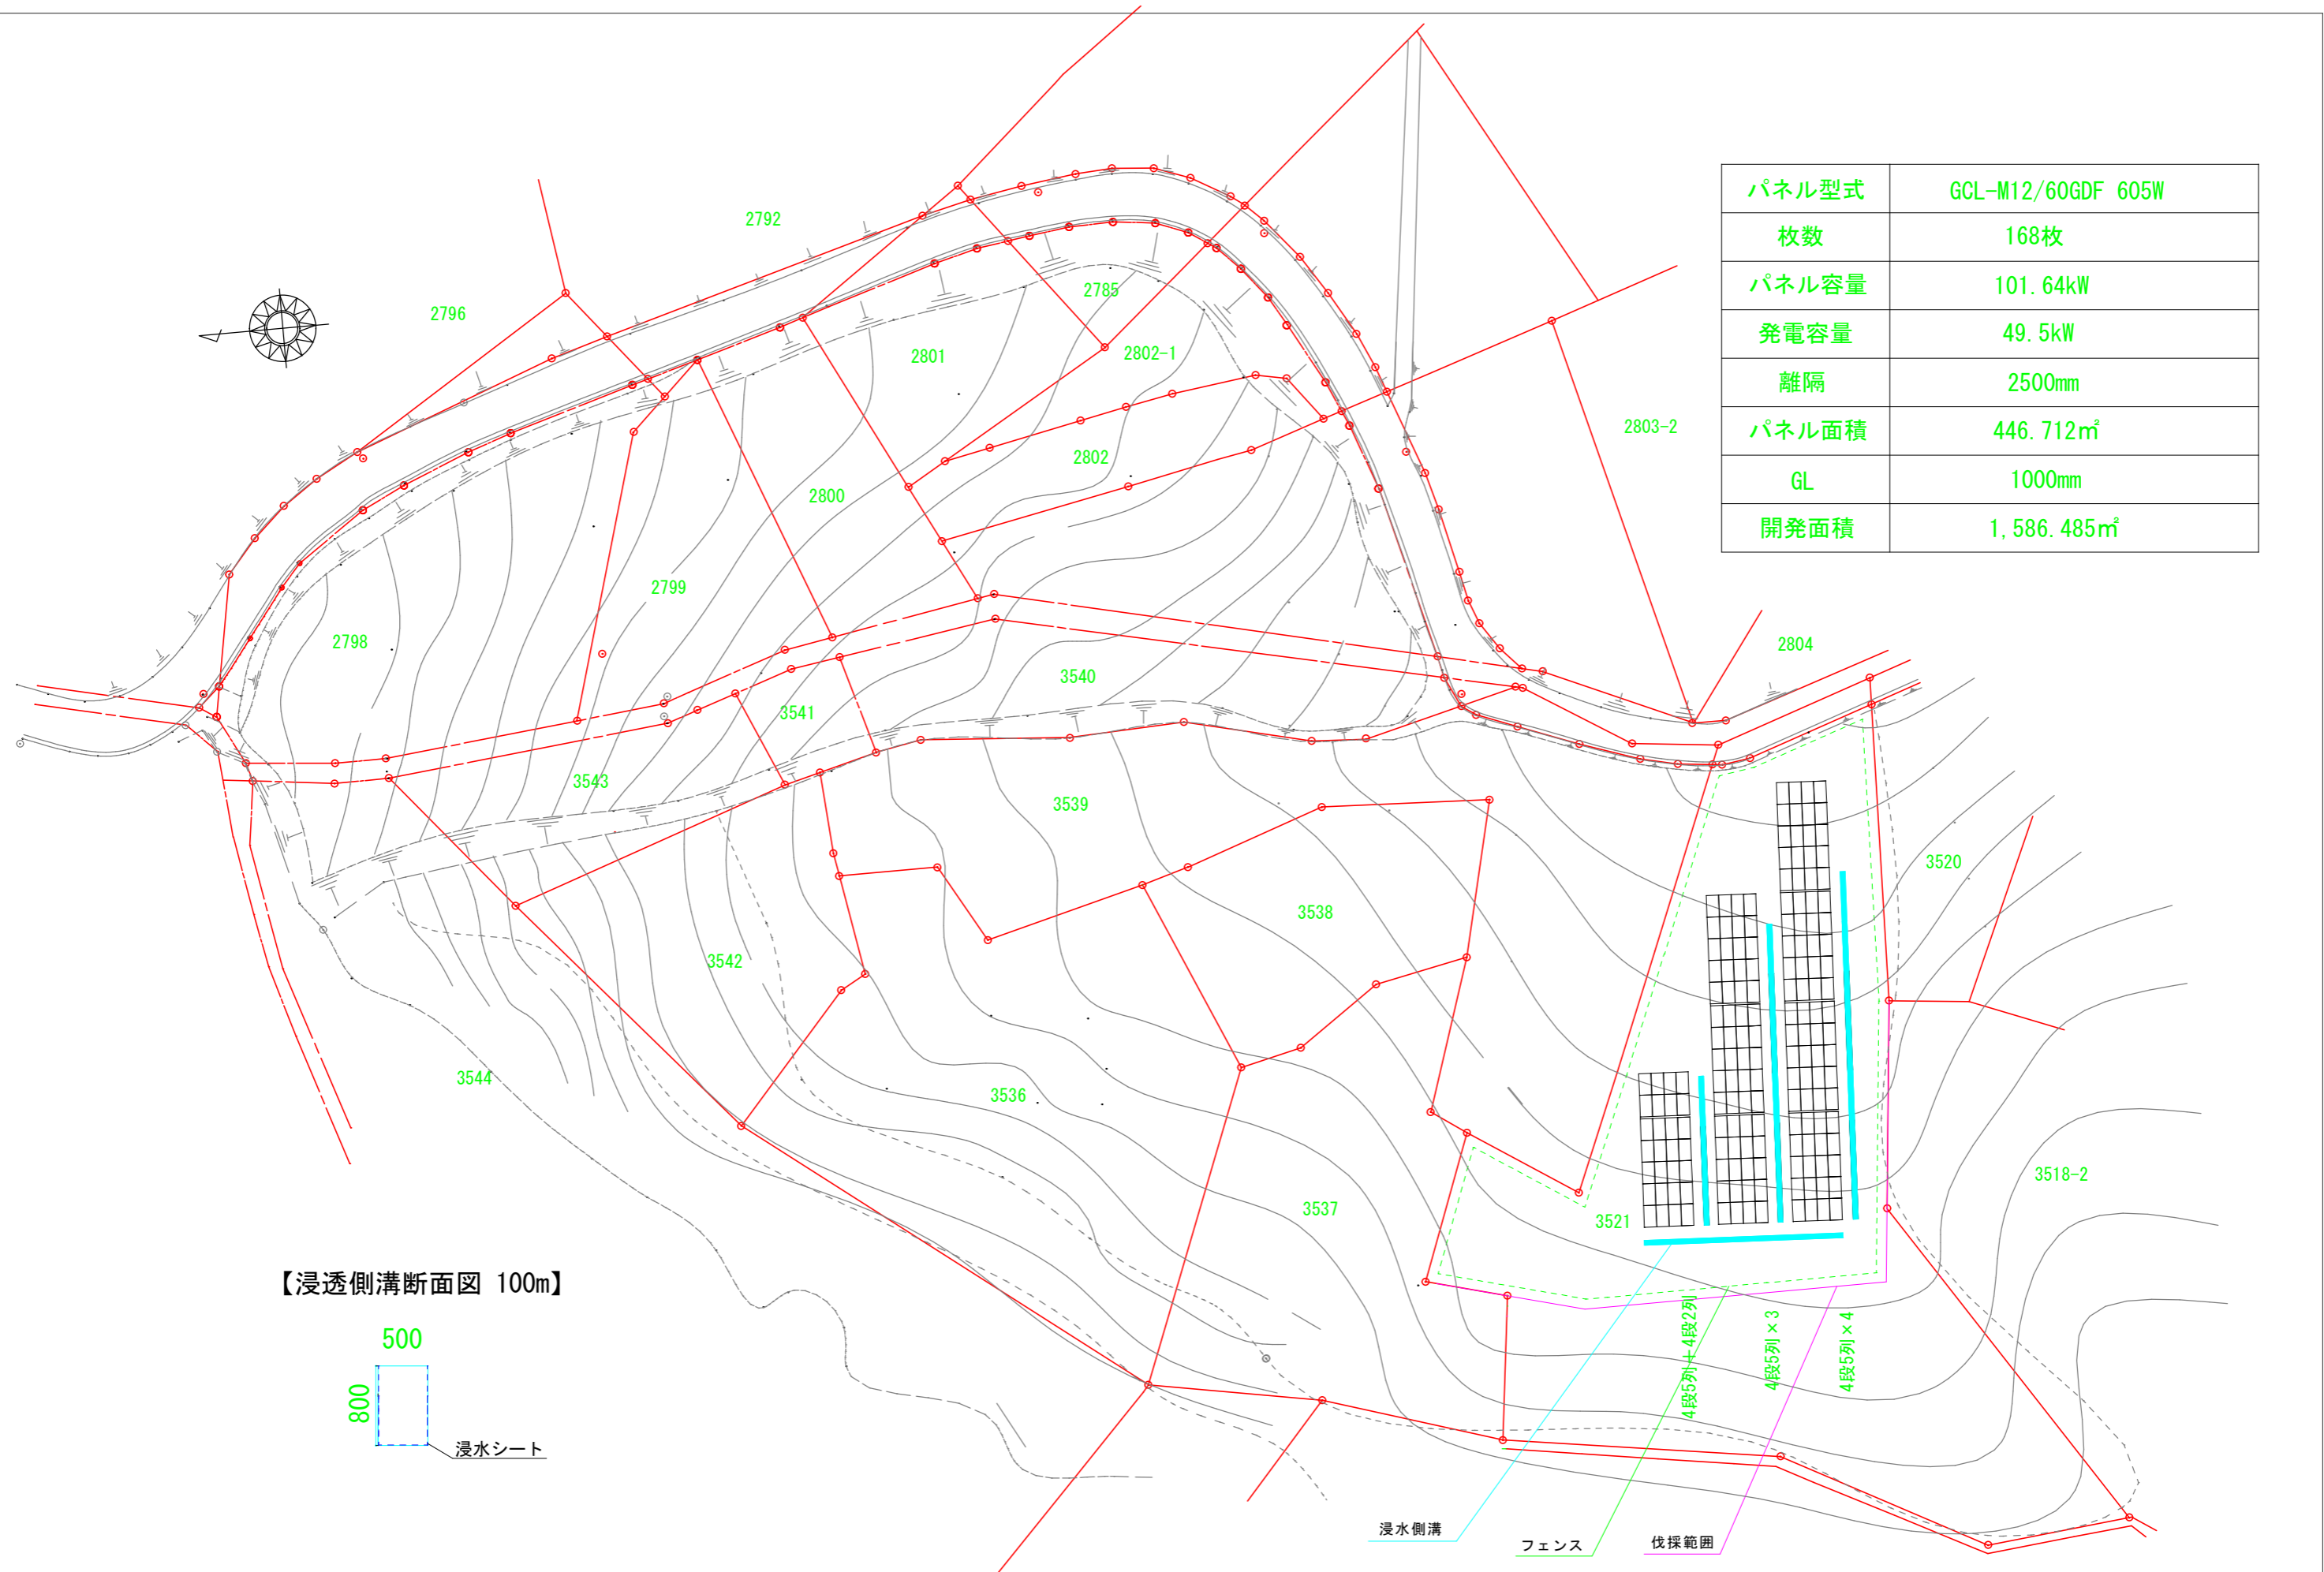 パネル型式 GCL-M12/60GDF 605W
枚数 168枚
パネル容量 101.64kW
発電容量 49.5kW
離隔 2500mm
パネル面積 446.712㎡
GL 1000mm
開発面積 1,586.485㎡
2792
2796
2785
2801
2802-1
2803-2
2802
2800
2799
2798
2804
3540
3541
3543
3539
3520
3538
3542
3544
3536
3518-2
3537
3521
【浸透側溝断面図 100m】
500
800
浸水シート
4段5列+4段2列
4段5列×3
4段5列×4
浸水側溝
フェンス
伐採範囲